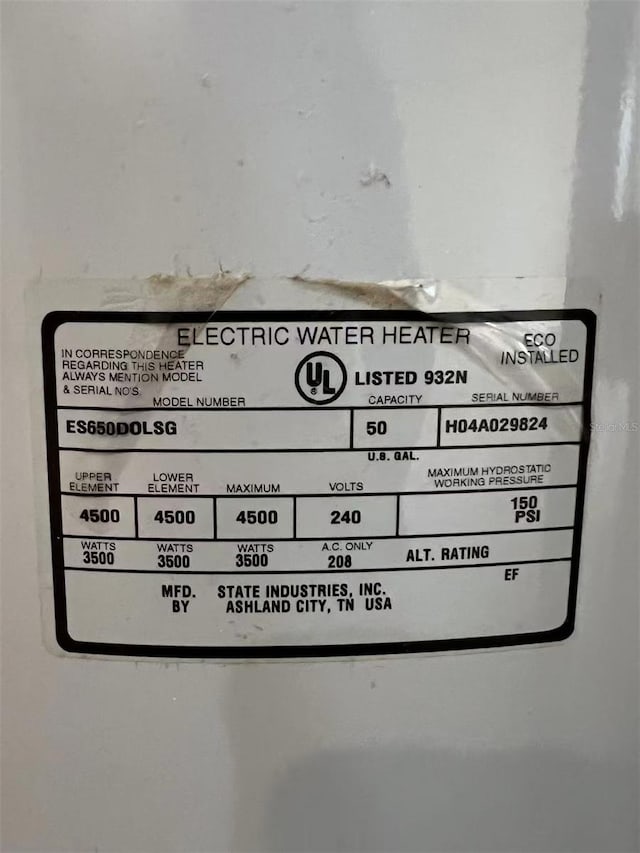 ELECTRIC WATER HEATER
ECO
INSTALLED
IN CORRESPONDENCE
REGARDING THIS HEATER
ALWAYS MENTION MODEL
& SERIAL NO'S
UL ® LISTED 932N
MODEL NUMBER CAPACITY SERIAL NUMBER
ES650DOLSG 50 H04A029824
U.S. GAL.
UPPER ELEMENT LOWER ELEMENT MAXIMUM VOLTS MAXIMUM HYDROSTATIC WORKING PRESSURE
4500 4500 4500 240 150 PSI
WATTS WATTS WATTS A.C. ONLY
3500 3500 3500 208 ALT. RATING
EF
MFD. STATE INDUSTRIES, INC.
BY ASHLAND CITY, TN USA
Stellar MLS